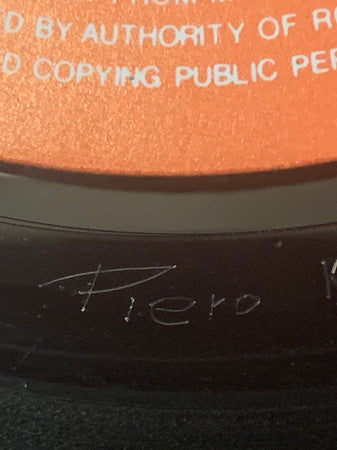 D BY AUTHORITY OF R
D COPYING PUBLIC PER
Piero